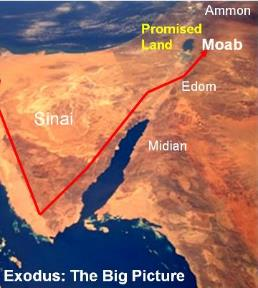 Ammon
Promised
Land
Moab
Edom
Sinai
Midian
Exodus: The Big Picture